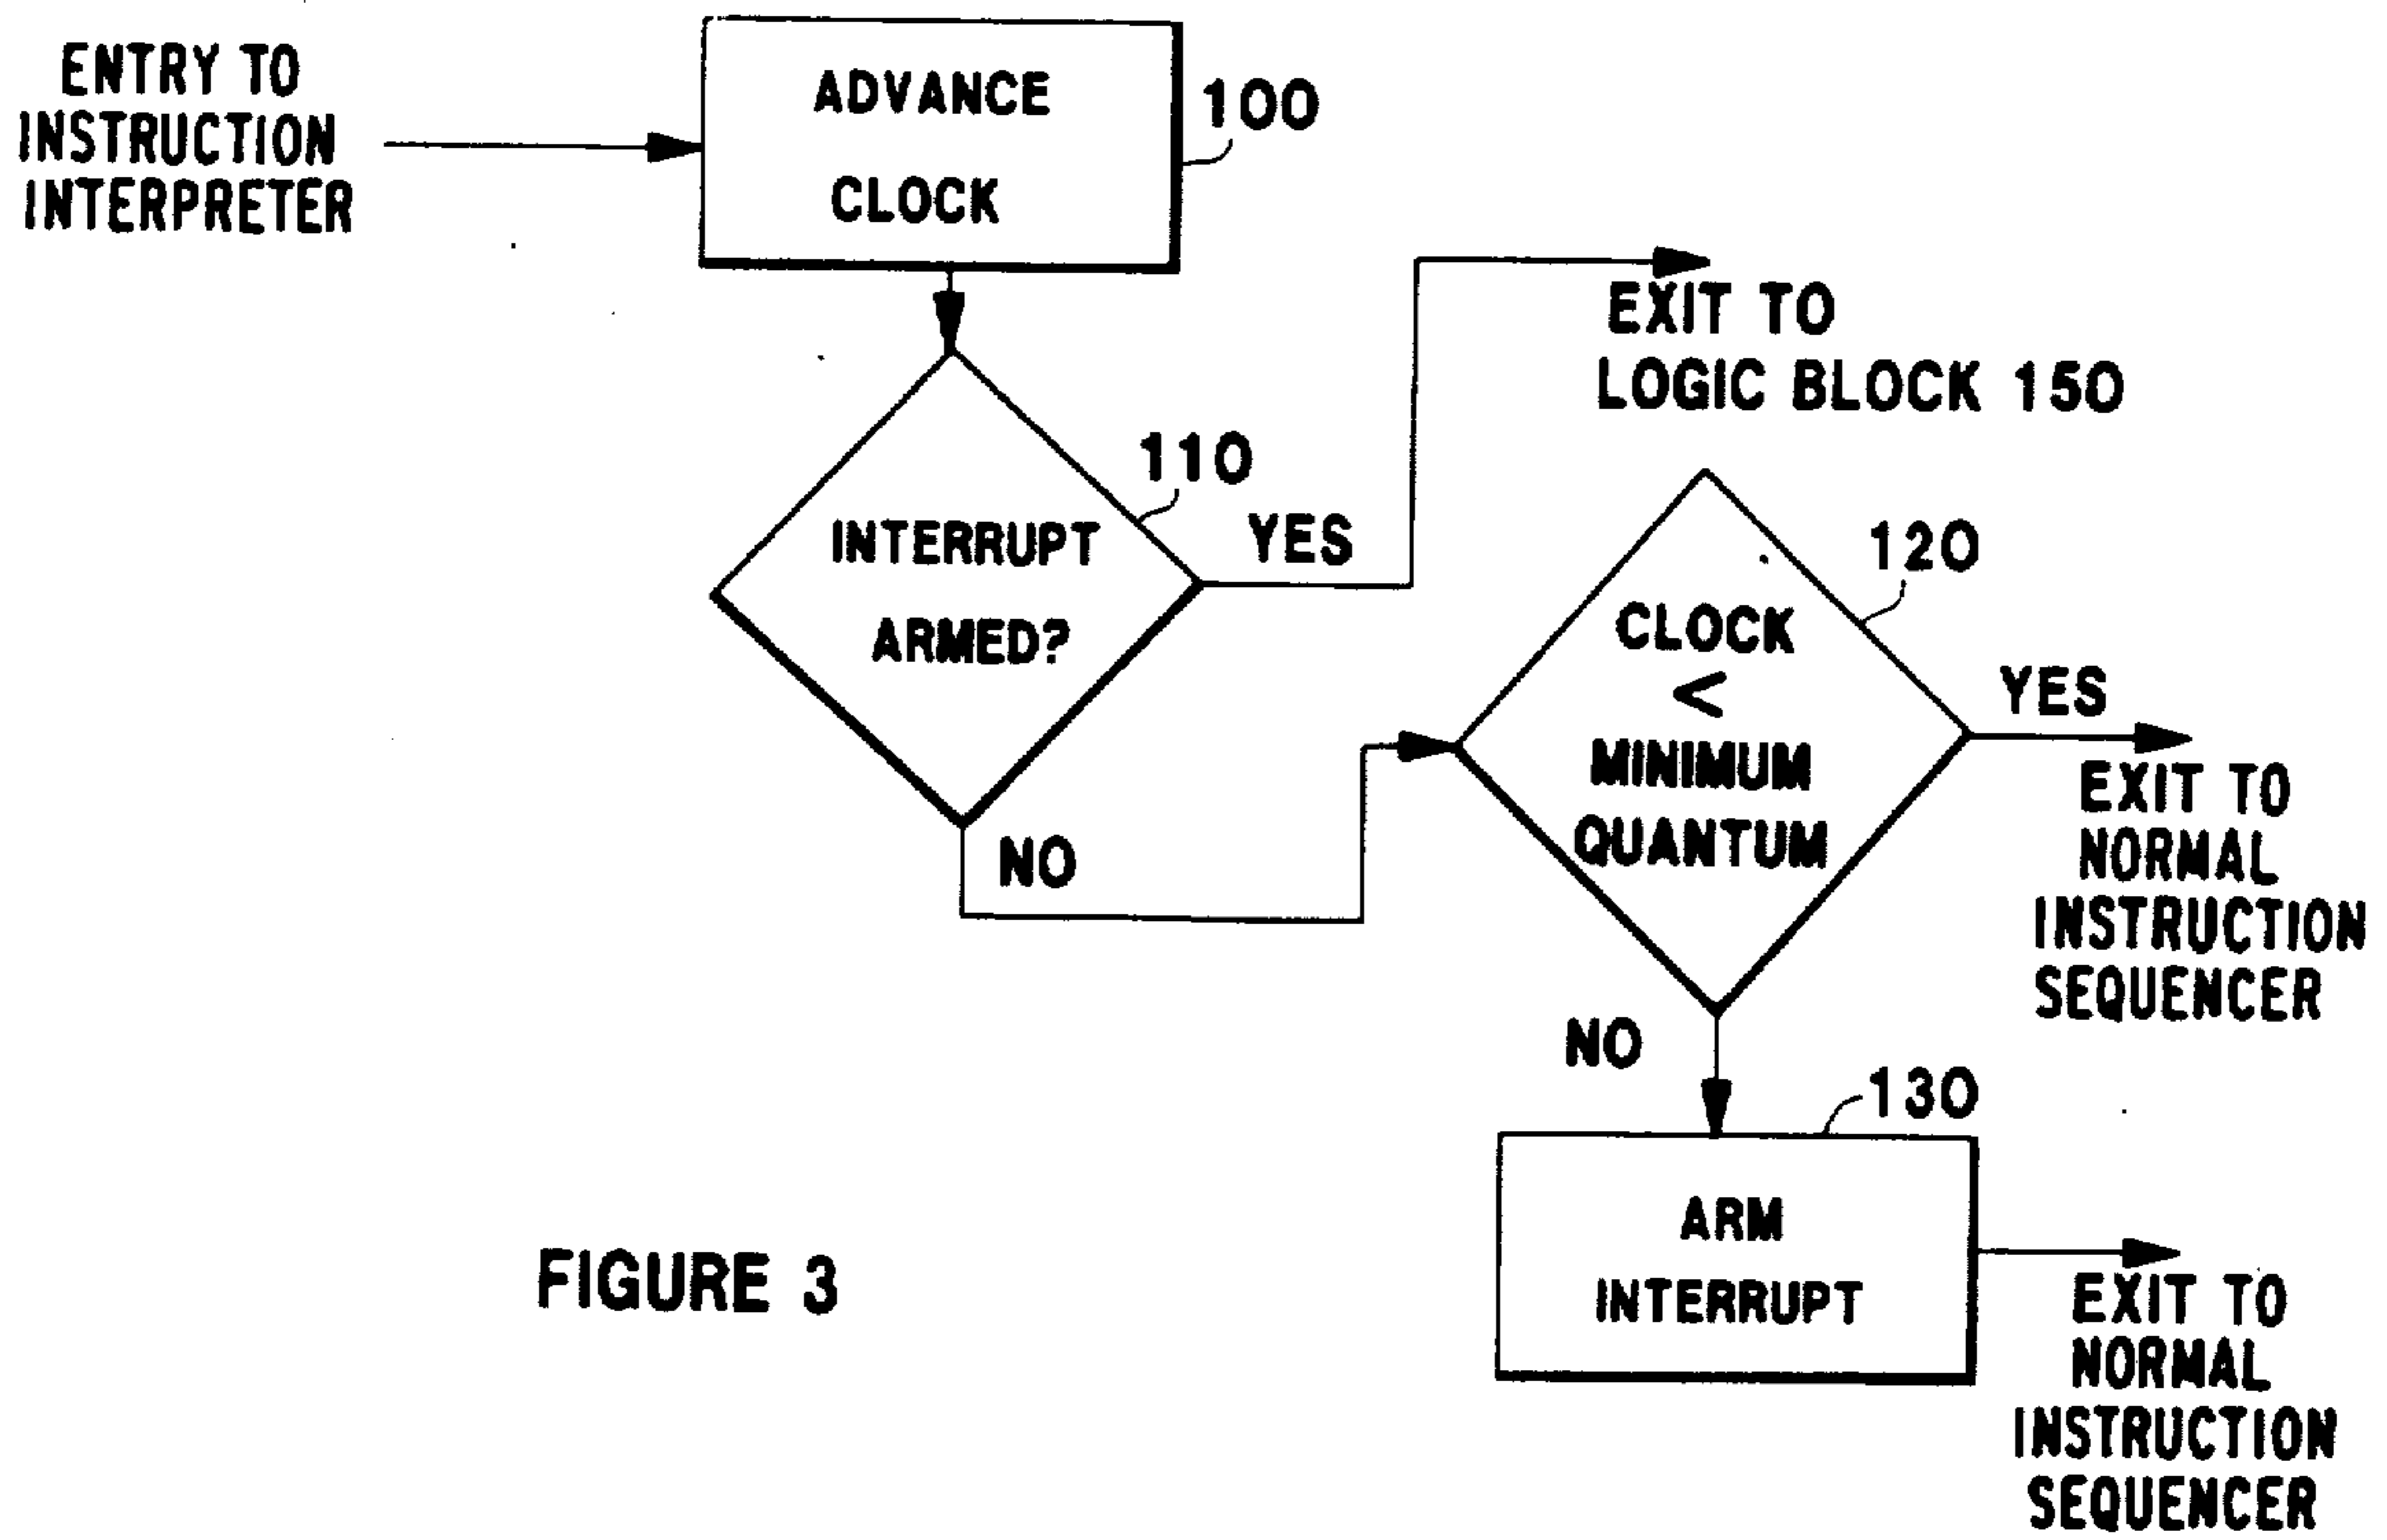 ENTRY TO
INSTRUCTION
INTERPRETER
ADVANCE
CLOCK
100
EXIT TO
LOGIC BLOCK 150
110
INTERRUPT
ARMED?
YES
NO
120
CLOCK
<
MINIMUM
QUANTUM
YES
EXIT TO
NORMAL
INSTRUCTION
SEQUENCER
NO
130
ARM
INTERRUPT
EXIT TO
NORMAL
INSTRUCTION
SEQUENCER
FIGURE 3